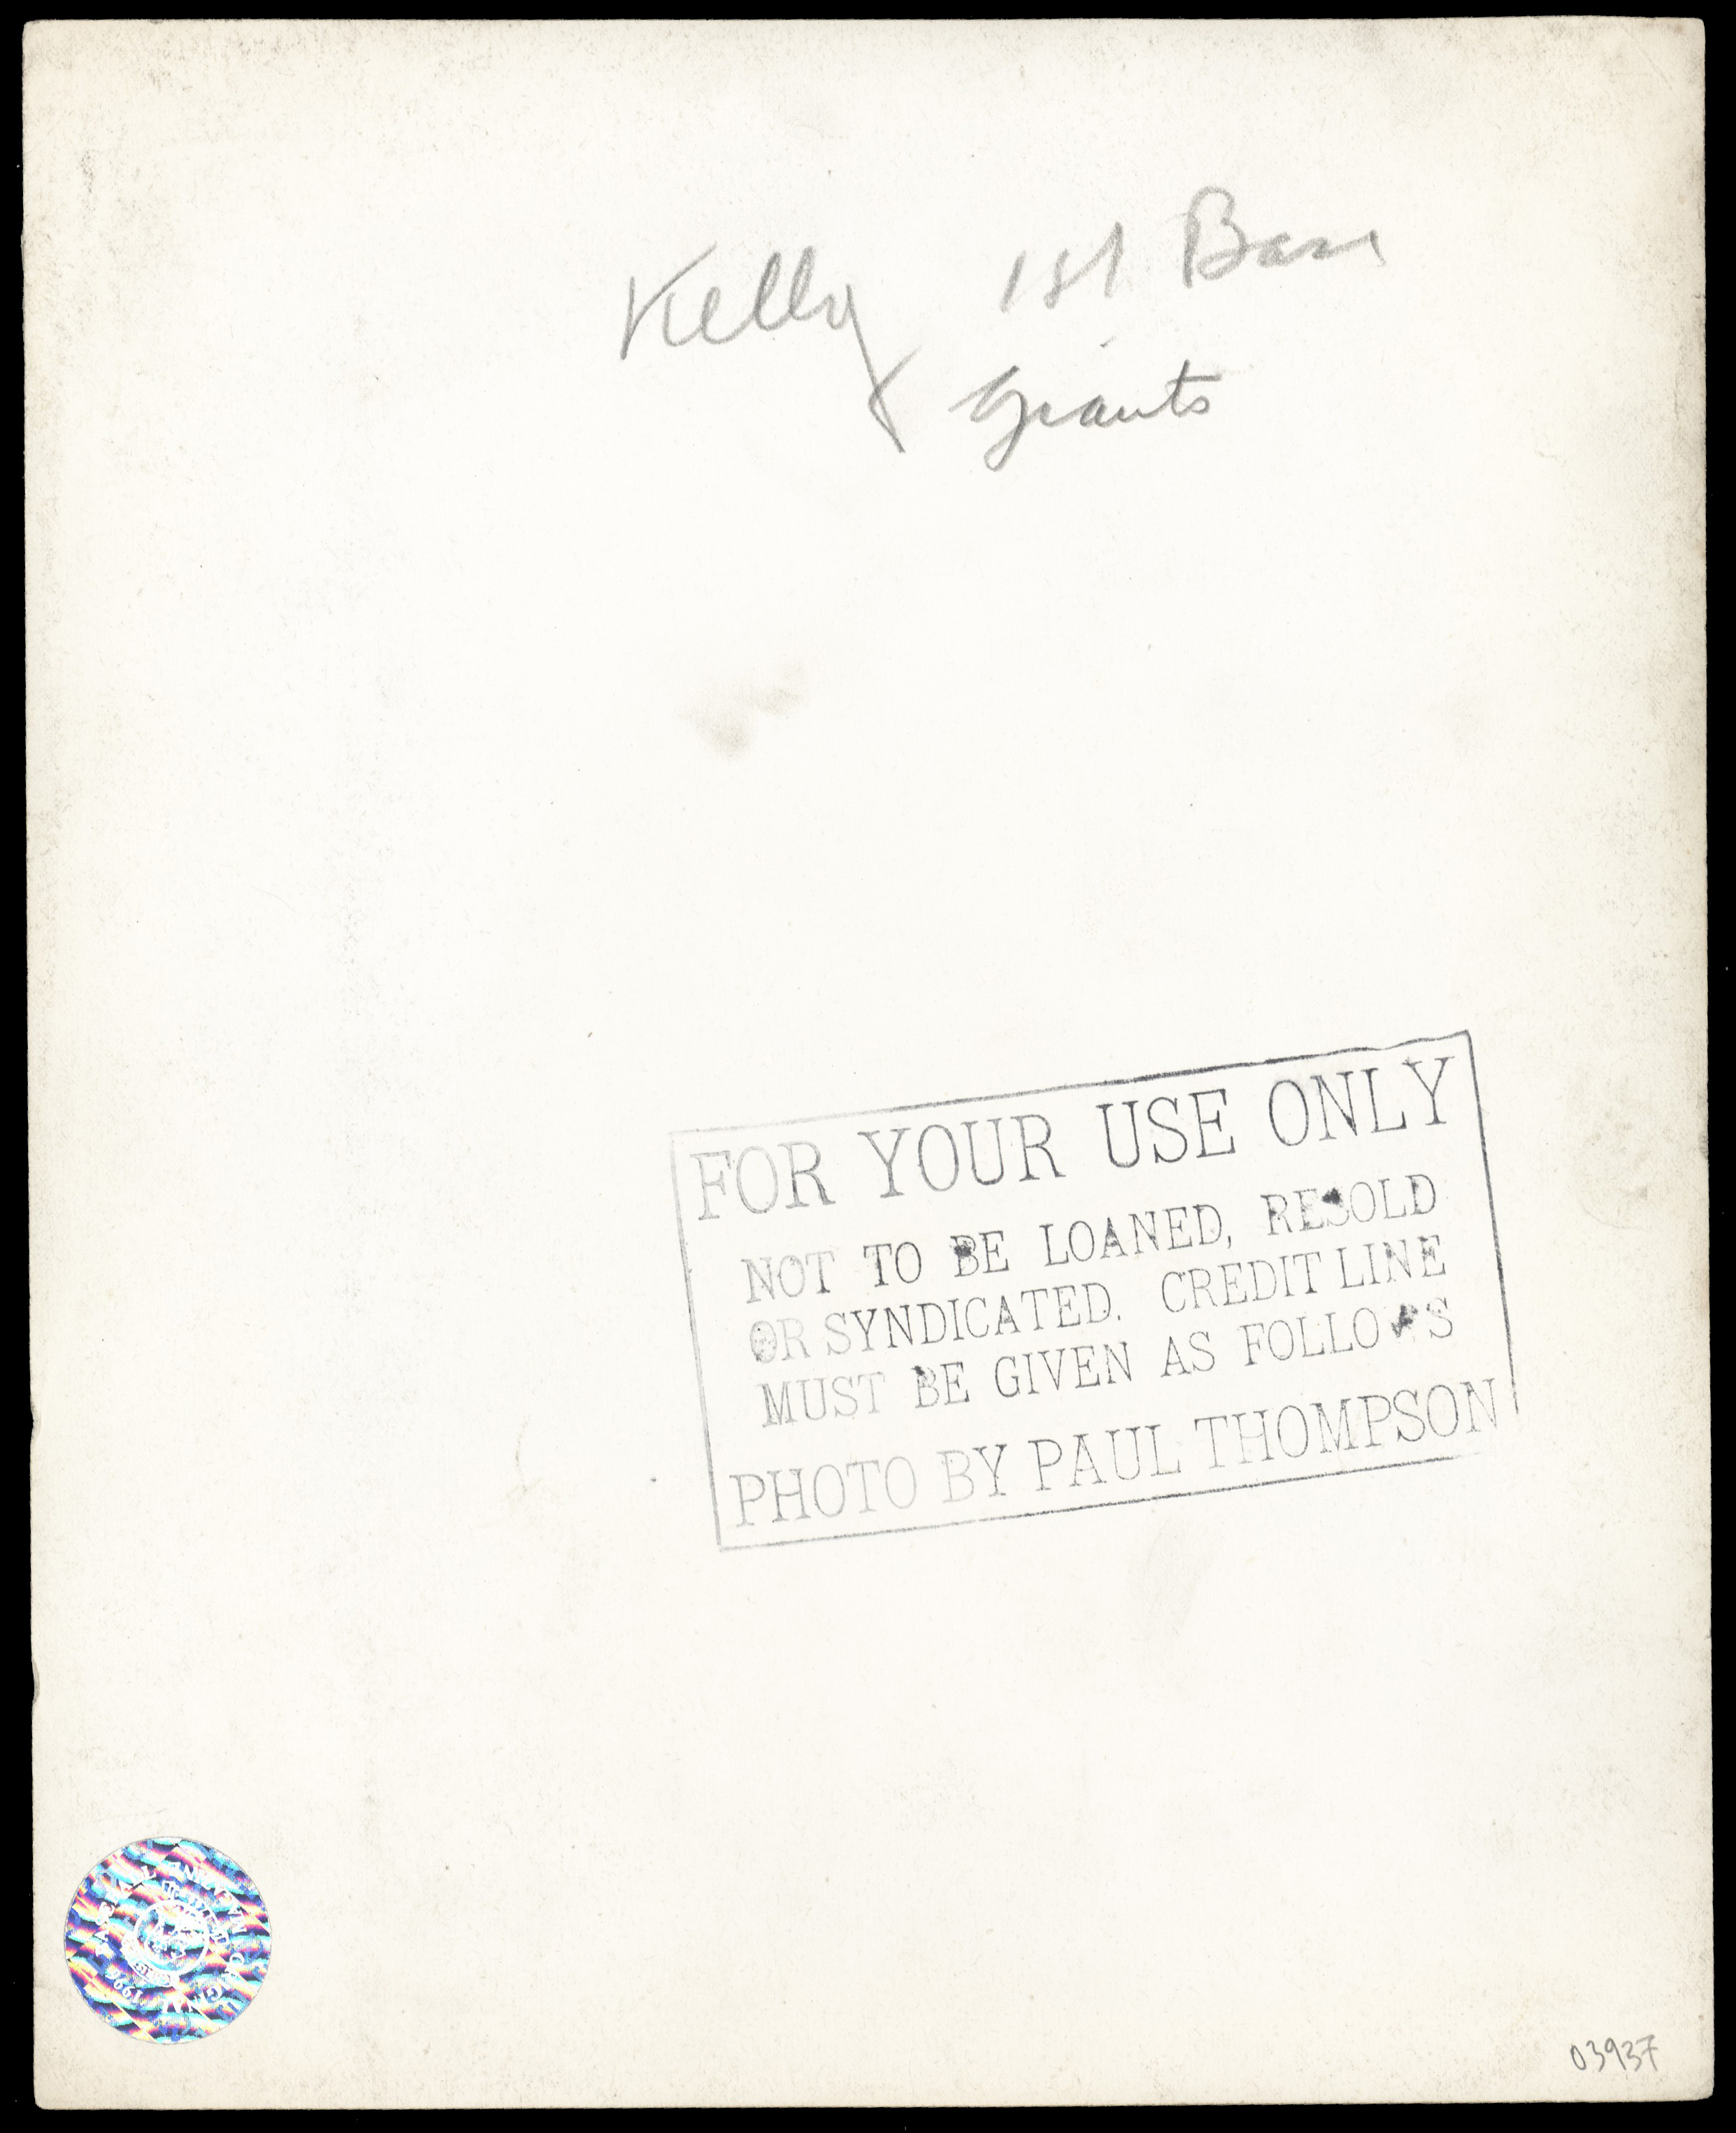 Kelly 1st Base
Giants
FOR YOUR USE ONLY
NOT TO BE LOANED, RESOLD
OR SYNDICATED. CREDIT LINE
MUST BE GIVEN AS FOLLOWS
PHOTO BY PAUL THOMPSON
03937